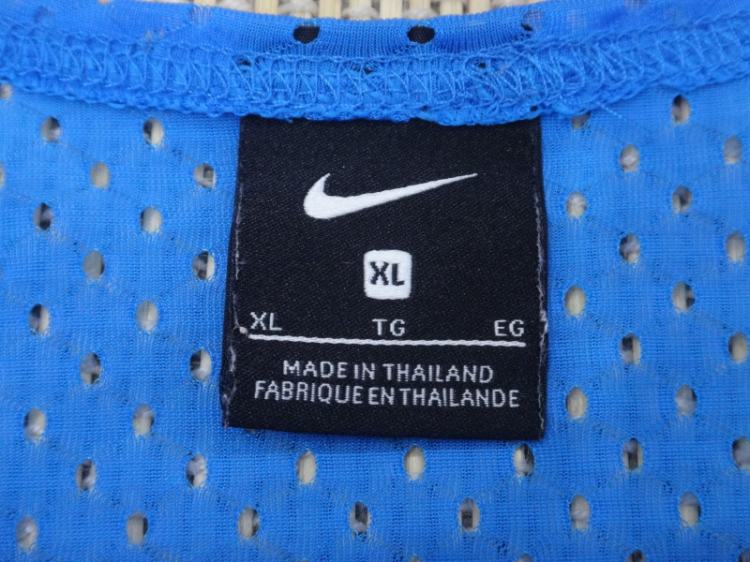 XL
XL TG EG
MADE IN THAILAND
FABRIQUE EN THAILANDE